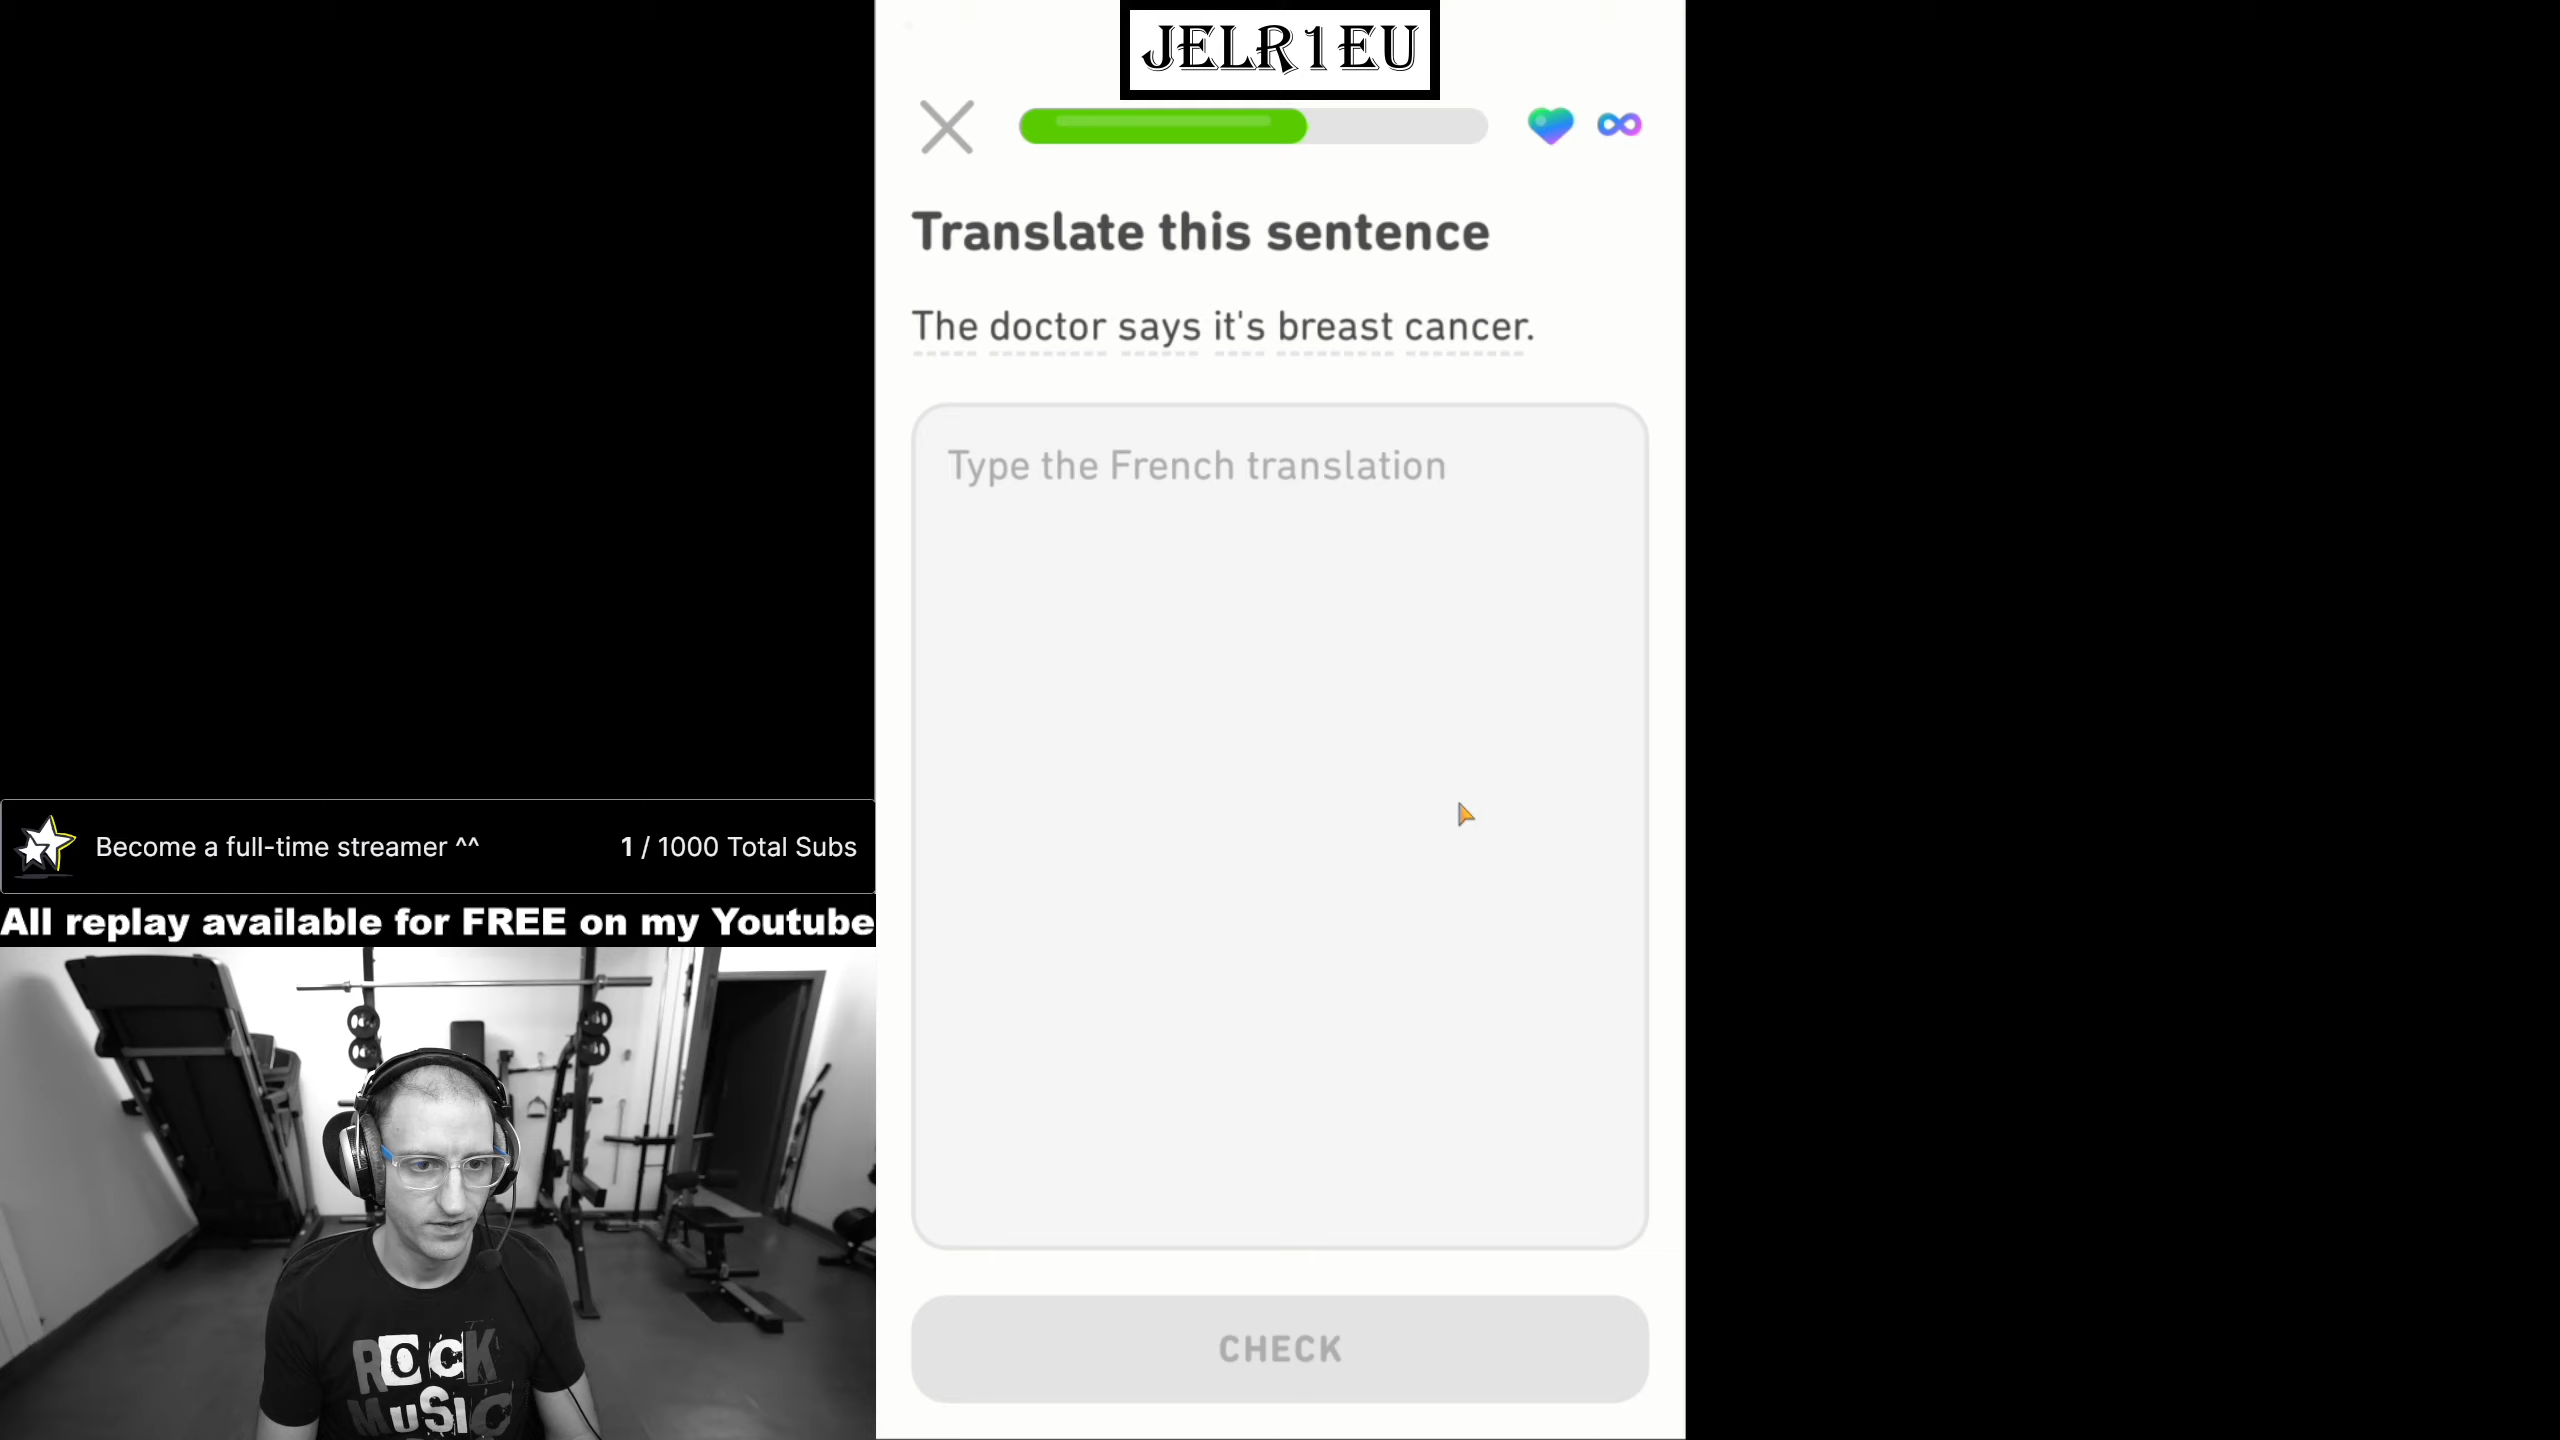 JELR1EU
Translate this sentence
The doctor says it's breast cancer.
Type the French translation
Become a full-time streamer ^^ 1 / 1000 Total Subs
All replay available for FREE on my Youtube
ROCK
MUSIC
CHECK